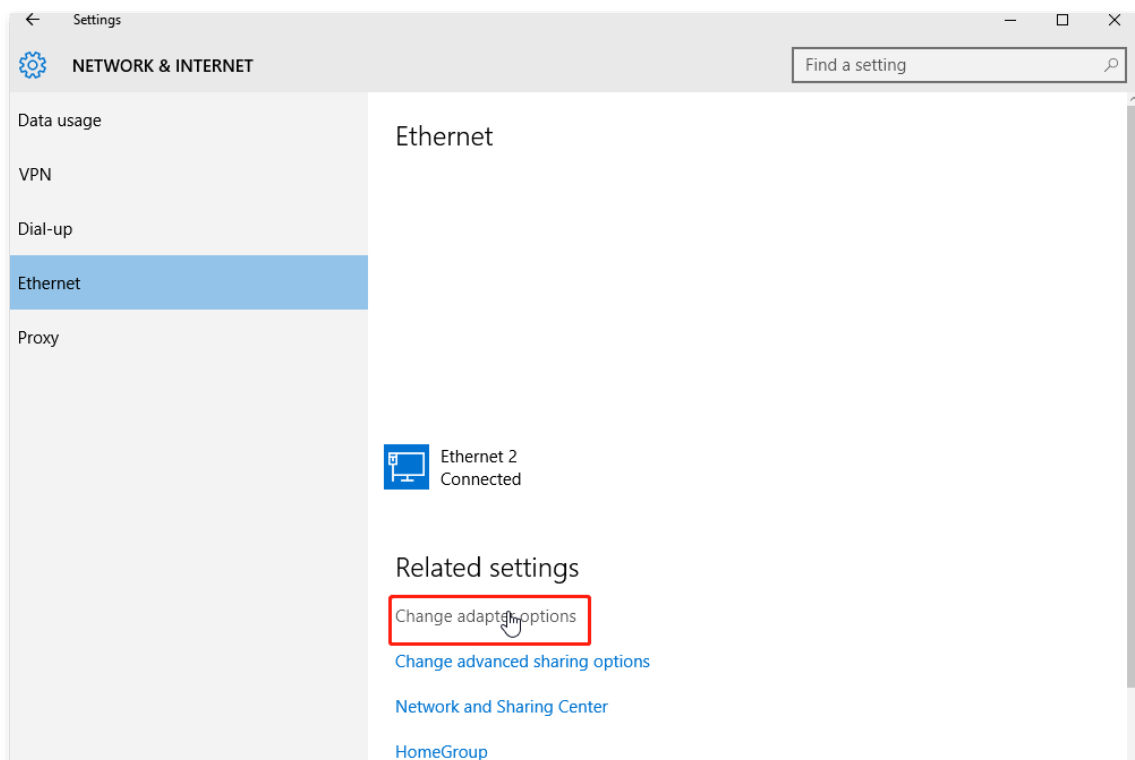 Settings
NETWORK & INTERNET
Find a setting
Data usage
VPN
Dial-up
Ethernet
Proxy
Ethernet
Ethernet 2
Connected
Related settings
Change adapter options
Change advanced sharing options
Network and Sharing Center
HomeGroup